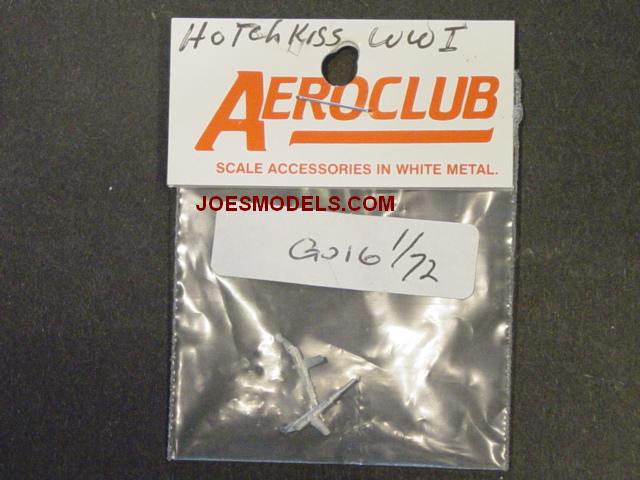 HOTCHKISS WWI
AEROCLUB
SCALE ACCESSORIES IN WHITE METAL.
JOESMODELS.COM
G016 1/72